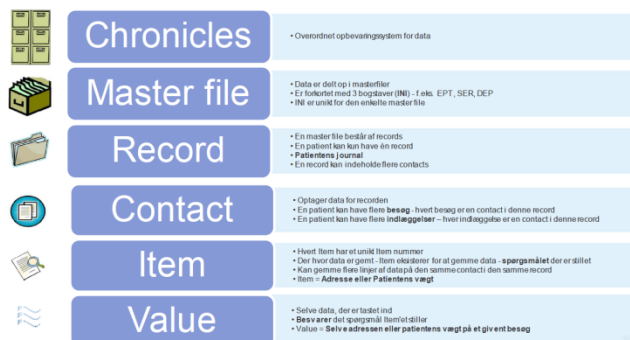 Chronicles
• Overordnet opbevaringssystem for data
Master file
• Data er delt op i masterfiler
• Er forkortet med 3 bogstaver (INI) - f.eks. EPT, SER, DEP
• INI er unikt for den enkelte master file
Record
• En master file består af records
• En patient kan kun have én record
• Patientens journal
• En record kan indeholde flere contacts
Contact
• Optager data for recorden
• En patient kan have flere besøg - hvert besøg er en contact i denne record
• En patient kan have flere indlæggelser – hver indlæggelse er en contact i denne record
Item
• Hvert Item har et unikt Item nummer
• Der hvor data er gemt - Item eksisterer for at gemme data - spørgsmålet der er stillet
• Kan gemme flere linjer af data på den samme contact i den samme record
• Item = Adresse eller Patientens vægt
Value
• Selve data, der er tastet ind
• Besvarer det spørgsmål Item'et stiller
• Value = Selve adressen eller patientens vægt på et givent besøg